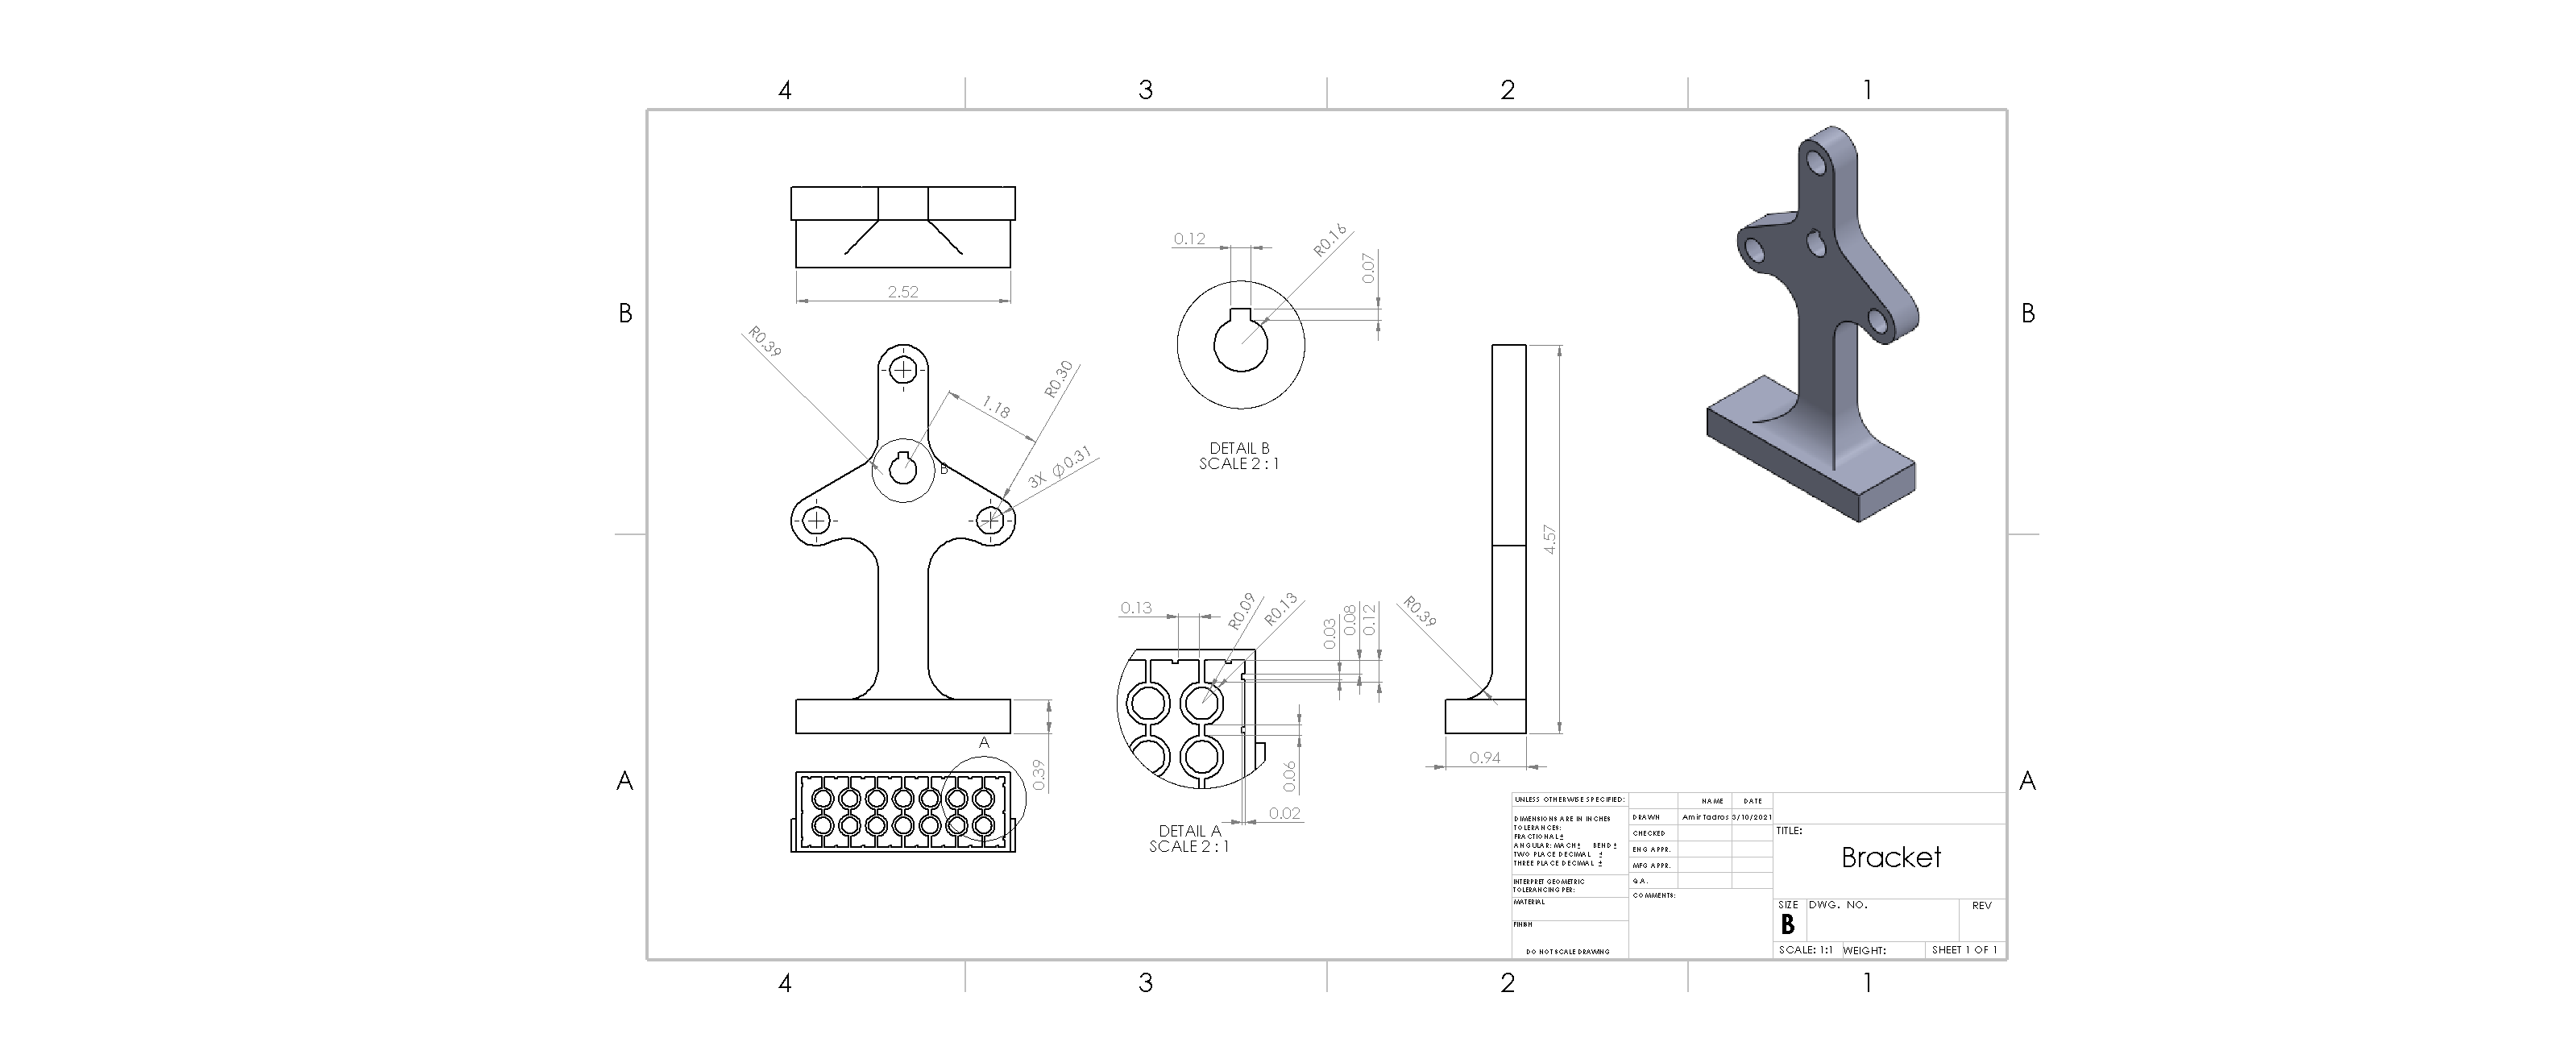 4 3 2 1
B B
A A
2.52
R0.39
1.18
R0.30
3X Ø0.31
B
0.39
A
0.12
R0.16
0.07
DETAIL B
SCALE 2 : 1
0.13
R0.09
R0.13
0.03
0.08
0.12
0.06
0.02
DETAIL A
SCALE 2 : 1
4.57
R0.39
0.94
UNLESS OTHERWISE SPECIFIED:
DIMENSIONS ARE IN INCHES
TOLERANCES:
FRACTIONAL ±
ANGULAR: MACH ± BEND ±
TWO PLACE DECIMAL ±
THREE PLACE DECIMAL ±
INTERPRET GEOMETRIC
TOLERANCING PER:
MATERIAL
FINISH
DO NOT SCALE DRAWING
NAME DATE
DRAWN Amir Tadros 3/10/2021
CHECKED
ENG APPR.
MFG APPR.
Q.A.
COMMENTS:
TITLE:
Bracket
SIZE DWG. NO. REV
B
SCALE: 1:1 WEIGHT: SHEET 1 OF 1
4 3 2 1